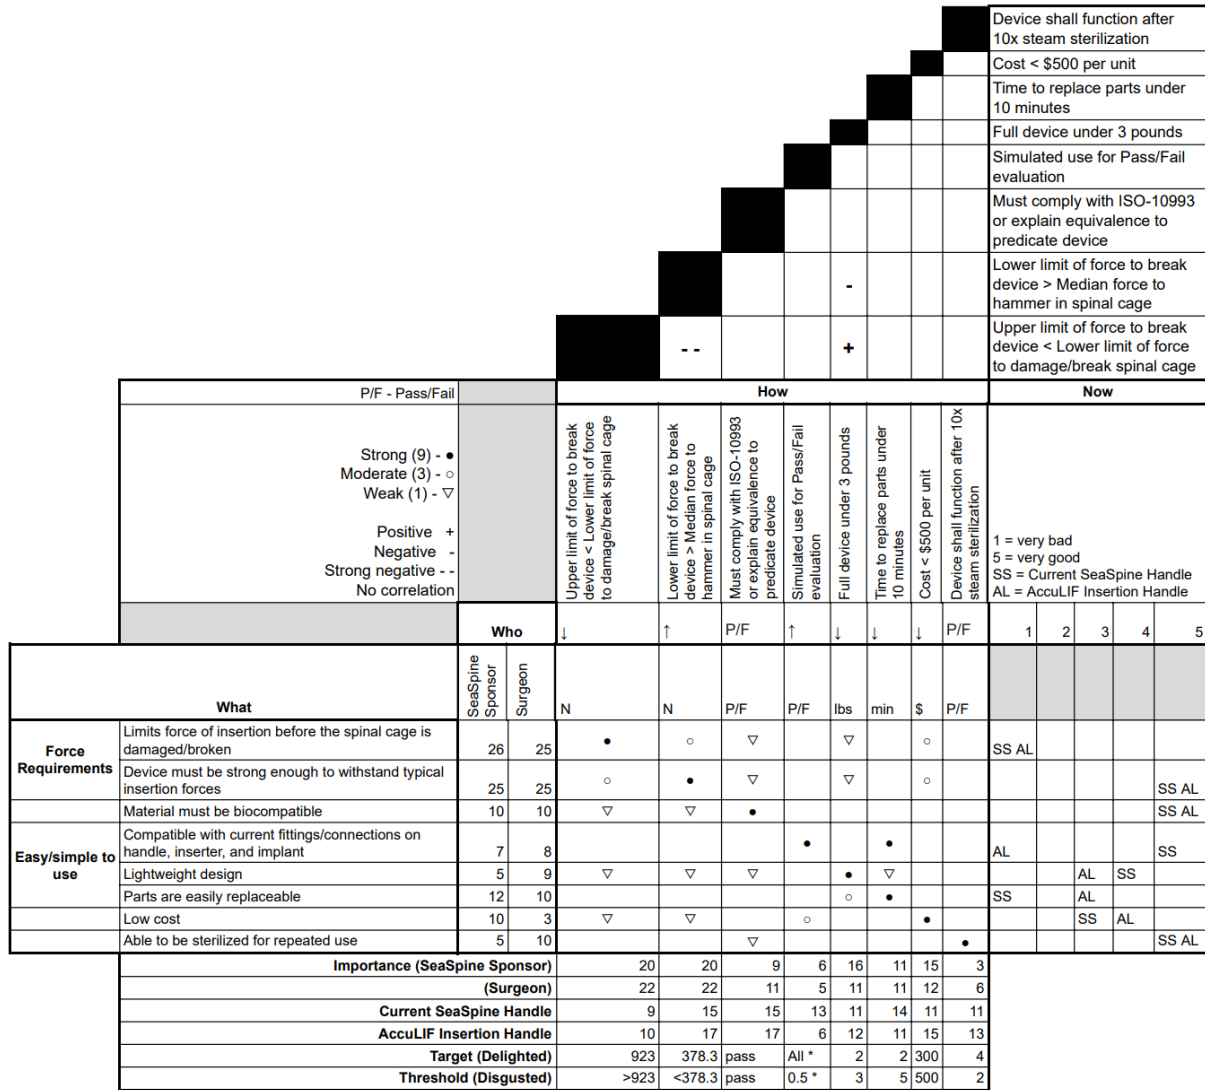 Device shall function after
10x steam sterilization
Cost < $500 per unit
Time to replace parts under
10 minutes
Full device under 3 pounds
Simulated use for Pass/Fail
evaluation
Must comply with ISO-10993
or explain equivalence to
predicate device
Lower limit of force to break
device > Median force to
hammer in spinal cage
-
Upper limit of force to break
device < Lower limit of force
to damage/break spinal cage
- - +
P/F - Pass/Fail How Now
Strong (9) - ●
Moderate (3) - ○
Weak (1) - ▽
Positive +
Negative -
Strong negative - -
No correlation
Upper limit of force to break
device < Lower limit of force
to damage/break spinal cage
Lower limit of force to break
device > Median force to
hammer in spinal cage
Must comply with ISO-10993
or explain equivalence to
predicate device
Simulated use for Pass/Fail
evaluation
Full device under 3 pounds
Time to replace parts under
10 minutes
Cost < $500 per unit
Device shall function after 10x
steam sterilization
1 = very bad
5 = very good
SS = Current SeaSpine Handle
AL = AccuLIF Insertion Handle
Who ↓ ↑ P/F ↑ ↓ ↓ ↓ P/F 1 2 3 4 5
What
SeaSpine
Sponsor
Surgeon
N N P/F P/F lbs min $ P/F
Force
Requirements
Limits force of insertion before the spinal cage is
damaged/broken
26 25 ● ○ ▽ ▽ ○ SS AL
Device must be strong enough to withstand typical
insertion forces
25 25 ○ ● ▽ ▽ ○ SS AL
Material must be biocompatible 10 10 ▽ ▽ ● SS AL
Easy/simple to
use
Compatible with current fittings/connections on
handle, inserter, and implant
7 8 ● ● AL SS
Lightweight design 5 9 ▽ ▽ ▽ ● ▽ AL SS
Parts are easily replaceable 12 10 ○ ● SS AL
Low cost 10 3 ▽ ▽ ○ ● SS AL
Able to be sterilized for repeated use 5 10 ▽ ● SS AL
Importance (SeaSpine Sponsor) 20 20 9 6 16 11 15 3
(Surgeon) 22 22 11 5 11 11 12 6
Current SeaSpine Handle 9 15 15 13 11 14 11 11
AccuLIF Insertion Handle 10 17 17 6 12 11 15 13
Target (Delighted) 923 378.3 pass All * 2 2 300 4
Threshold (Disgusted) >923 <378.3 pass 0.5 * 3 5 500 2